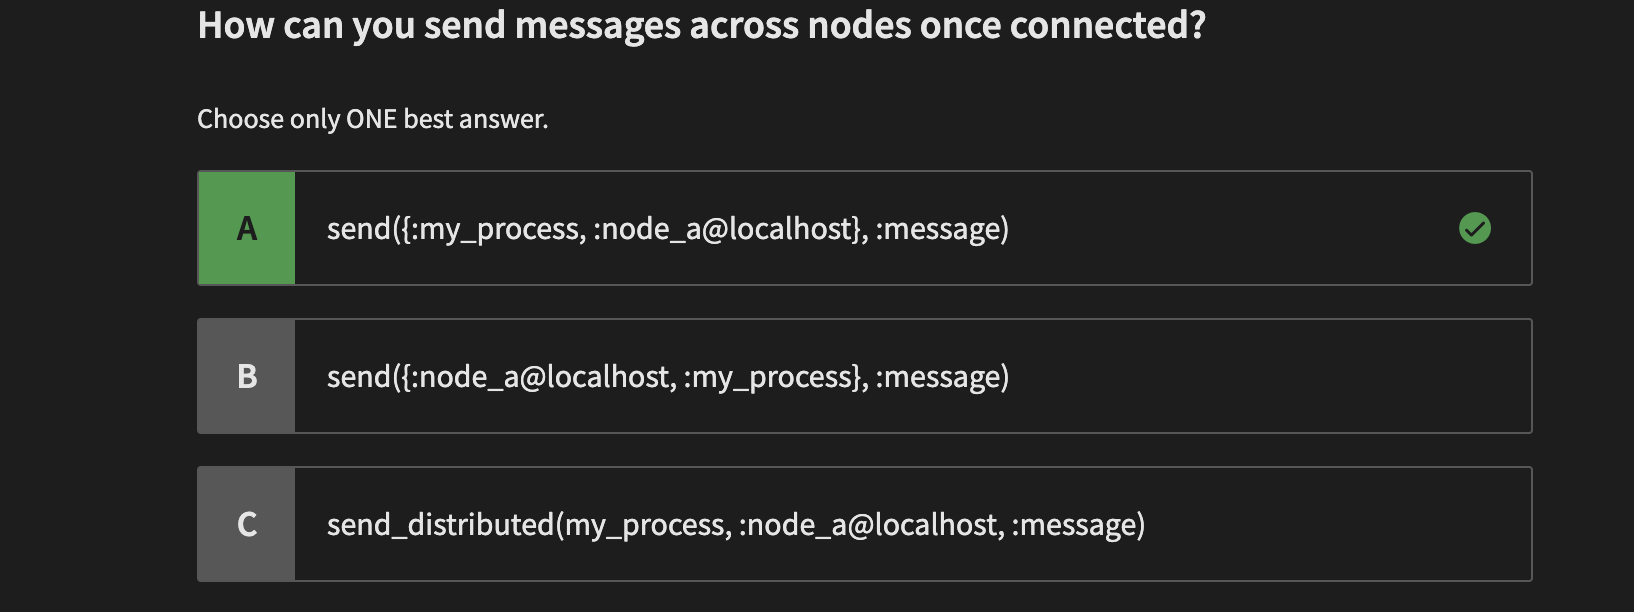 How can you send messages across nodes once connected?
Choose only ONE best answer.
A
send({:my_process, :node_a@localhost}, :message)
B
send({:node_a@localhost, :my_process}, :message)
C
send_distributed(my_process, :node_a@localhost, :message)